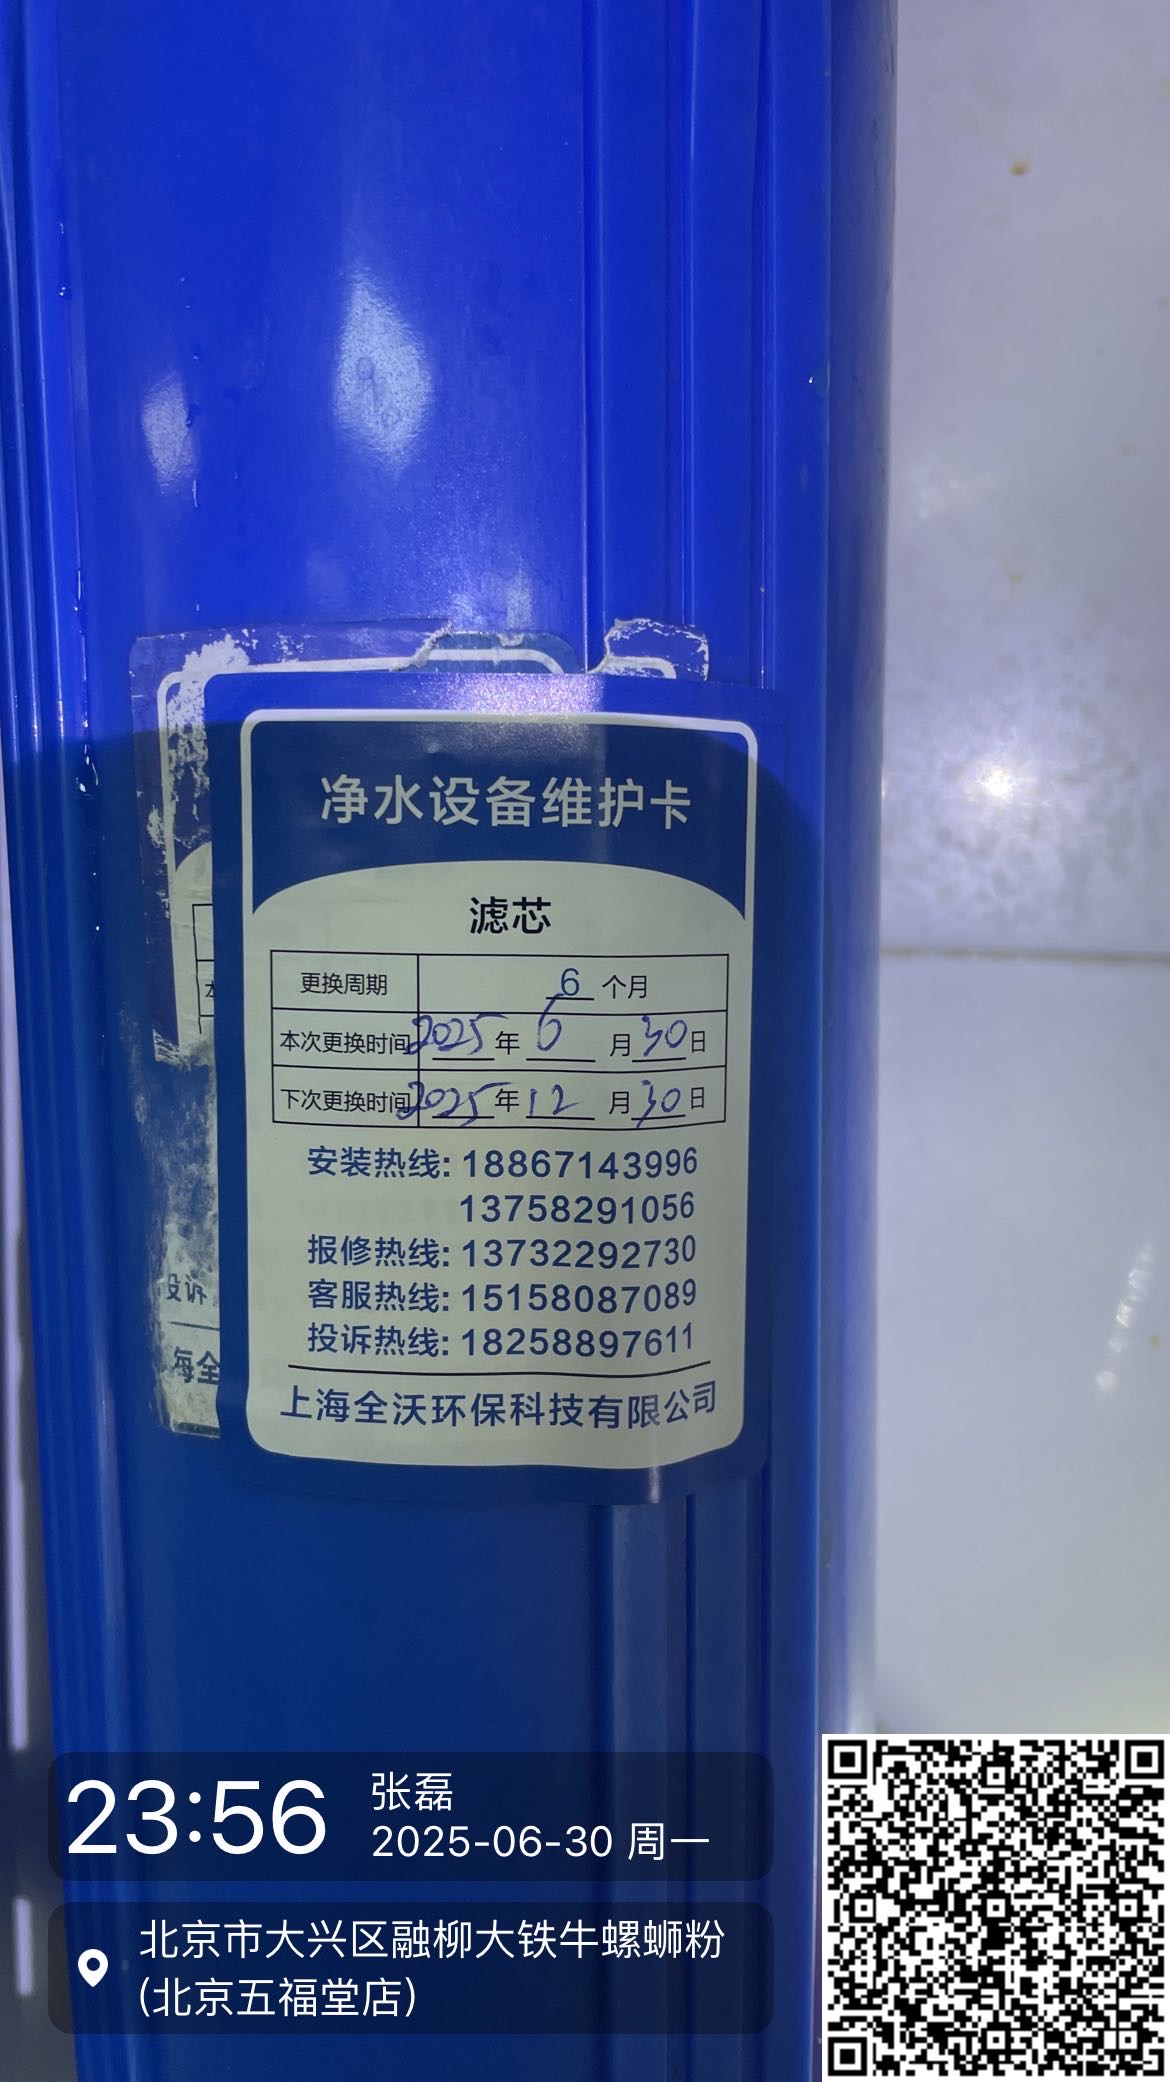 净水设备维护卡
滤芯
更换周期 6 个月
本次更换时间 2025 年 6 月 30 日
下次更换时间 2025 年 12 月 30 日
安装热线: 18867143996
13758291056
报修热线: 13732292730
客服热线: 15158087089
投诉热线: 18258897611
上海全沃环保科技有限公司
本
投诉
海全
23:56
张磊
2025-06-30 周一
北京市大兴区融柳大铁牛螺蛳粉
(北京五福堂店)